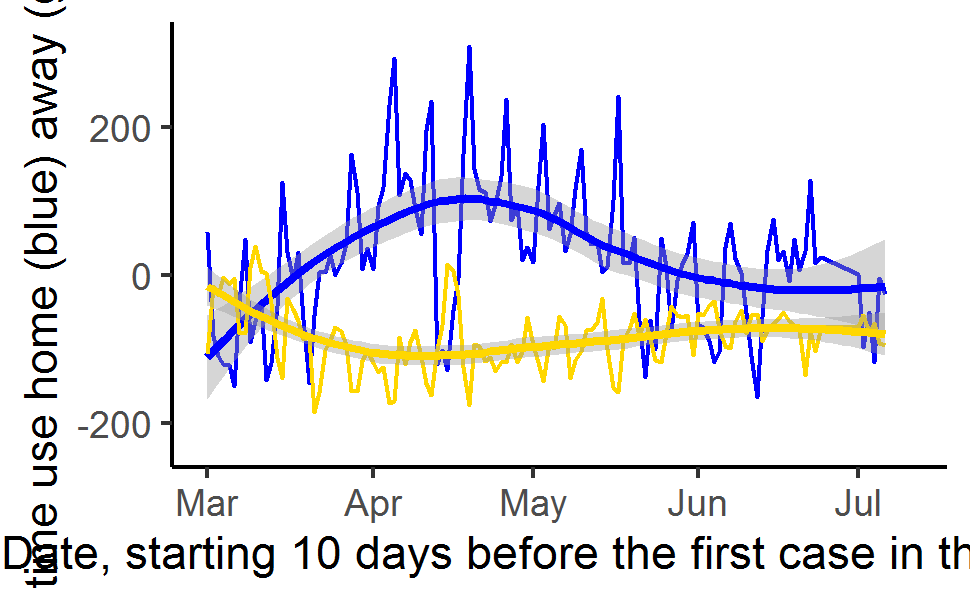 time use home (blue) away (
200
0
-200
Mar Apr May Jun Jul
Date, starting 10 days before the first case in th